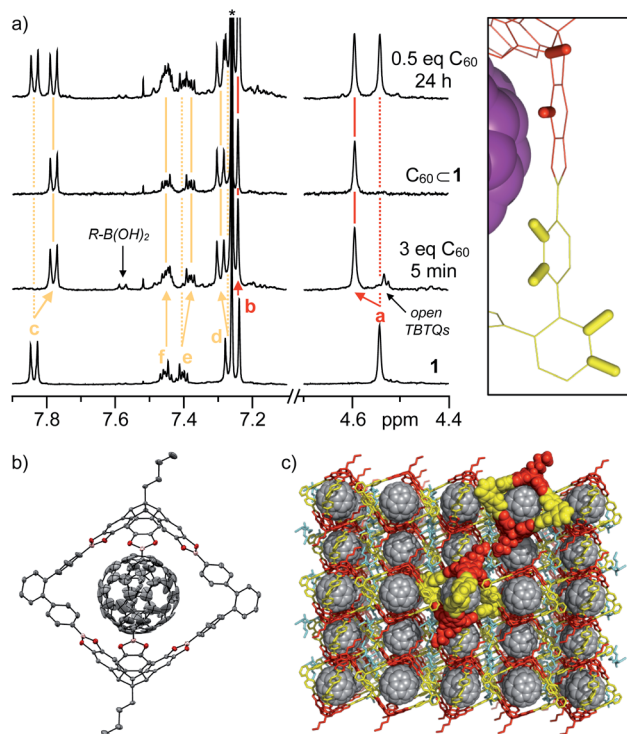 a)
*
0.5 eq C₆₀
24 h
C₆₀⊂1
R-B(OH)₂
3 eq C₆₀
5 min
c
f
e
d
b
a
open
TBTQs
1
7.8
7.6
7.4
7.2
4.6
ppm
4.4
b)
c)